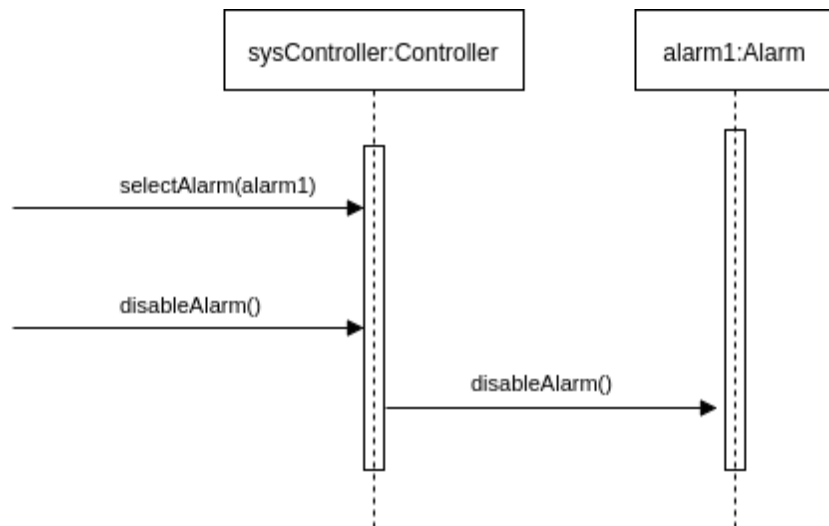 sysController:Controller
alarm1:Alarm
selectAlarm(alarm1)
disableAlarm()
disableAlarm()